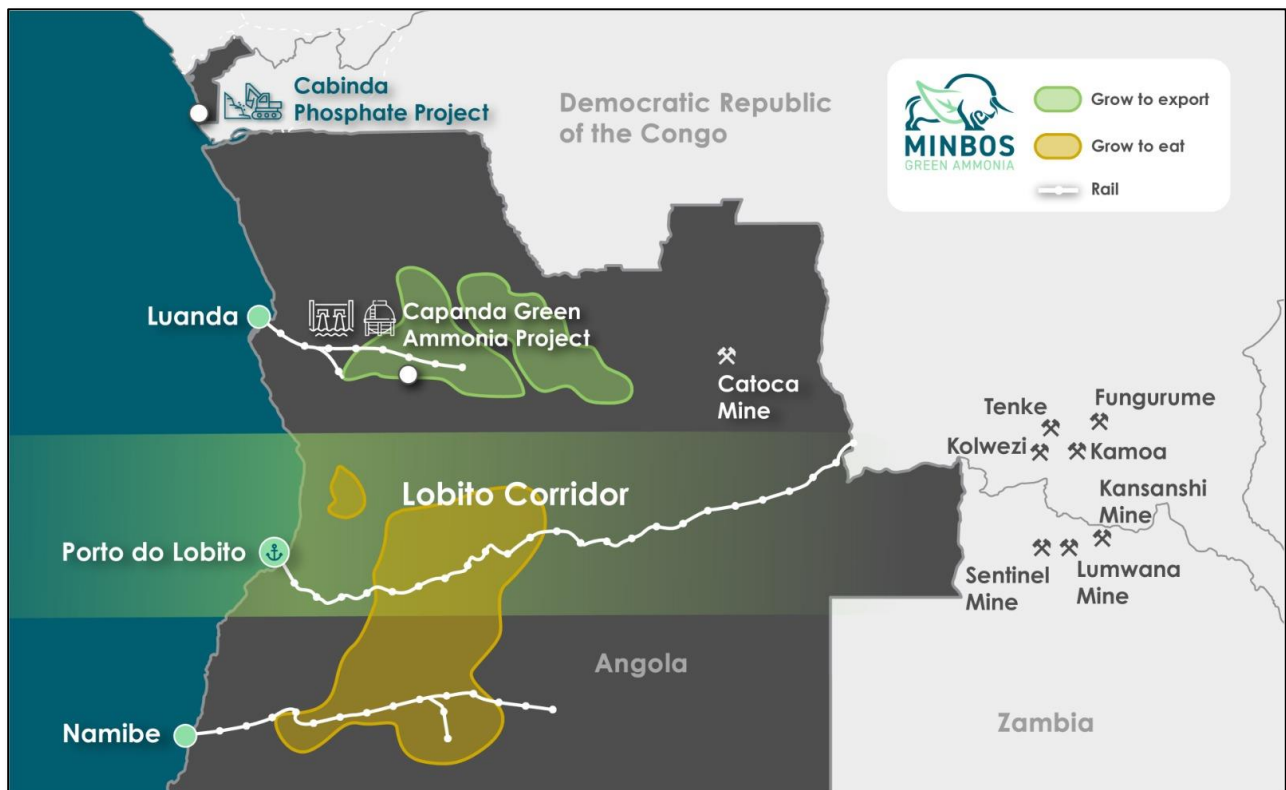 Cabinda
Phosphate Project
Democratic Republic
of the Congo
MINBOS
GREEN AMMONIA
Grow to export
Grow to eat
Rail
Luanda
Capanda Green
Ammonia Project
Catoca
Mine
Tenke
Fungurume
Kolwezi
Kamoa
Lobito Corridor
Kansanshi
Mine
Porto do Lobito
Sentinel
Mine
Lumwana
Mine
Angola
Namibe
Zambia